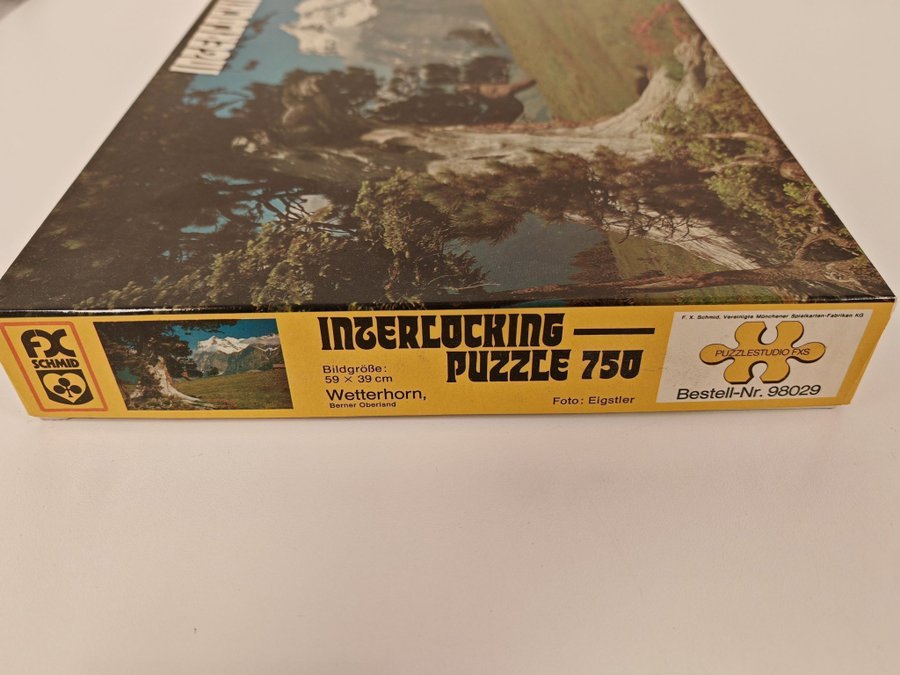 FX
SCHMID
INTERLOCKING
PUZZLE 750
Bildgröße:
59 × 39 cm
Wetterhorn,
Berner Oberland
Foto: Eigstler
F. X. Schmid, Vereinigte Münchener Spielkarten-Fabriken KG
PUZZLESTUDIO FXS
Bestell-Nr. 98029